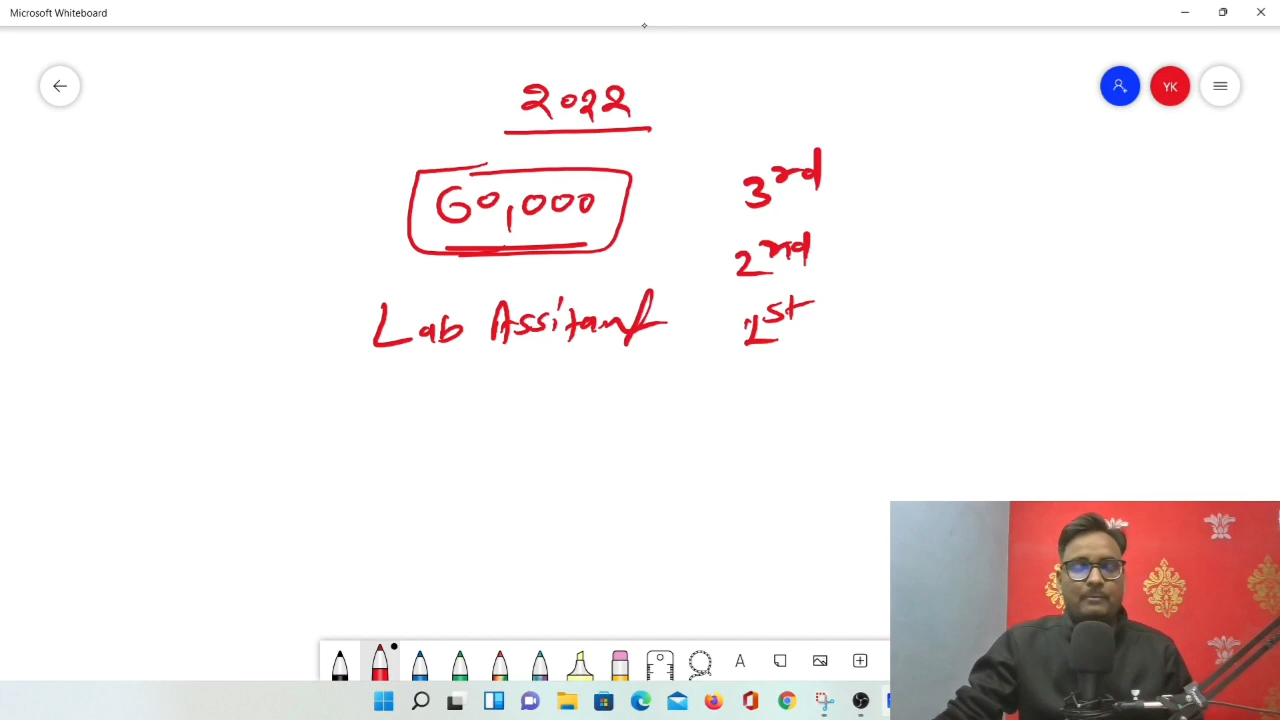 Microsoft Whiteboard
YK
2022
60,000
3rd
2nd
Lab Assitant
1st
A